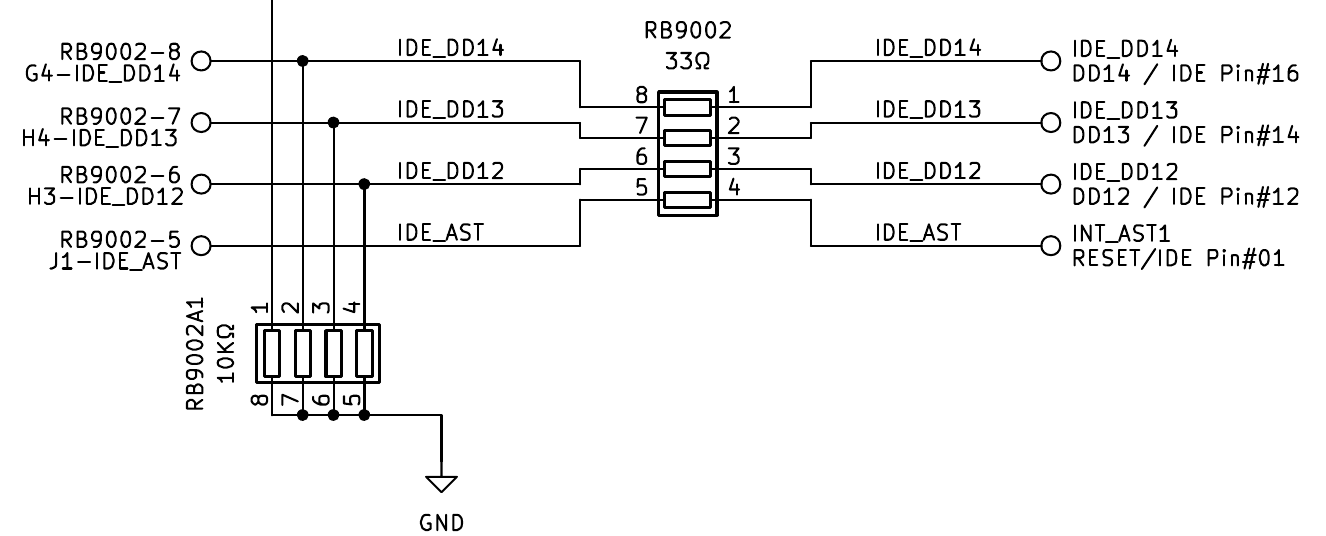 RB9002
33Ω
RB9002-8
G4-IDE_DD14
IDE_DD14
IDE_DD14
IDE_DD14
DD14 / IDE Pin#16
8
1
RB9002-7
H4-IDE_DD13
IDE_DD13
IDE_DD13
IDE_DD13
DD13 / IDE Pin#14
7
2
RB9002-6
H3-IDE_DD12
IDE_DD12
IDE_DD12
IDE_DD12
DD12 / IDE Pin#12
6
3
RB9002-5
J1-IDE_AST
IDE_AST
IDE_AST
INT_AST1
RESET/IDE Pin#01
5
4
RB9002A1
10KΩ
1
2
3
4
8
7
6
5
GND